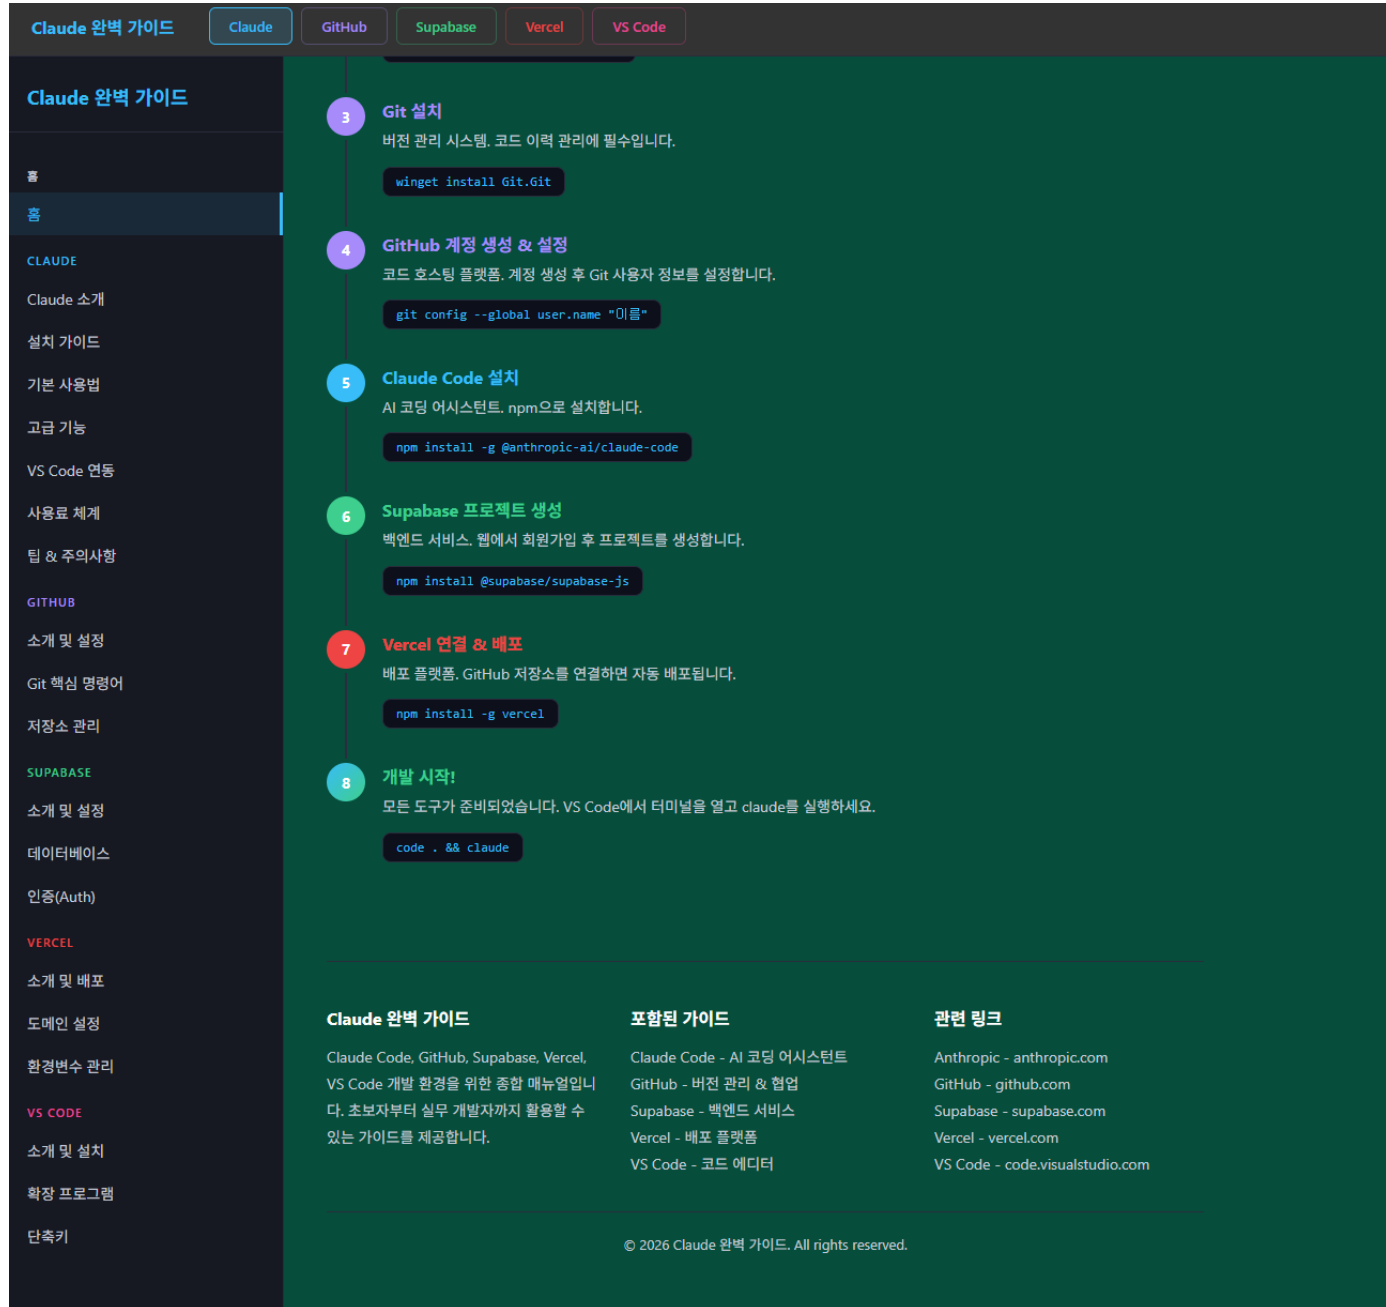 Claude 완벽 가이드
Claude
GitHub
Supabase
Vercel
VS Code
Claude 완벽 가이드
홈
홈
CLAUDE
Claude 소개
설치 가이드
기본 사용법
고급 기능
VS Code 연동
사용료 체계
팁 & 주의사항
GITHUB
소개 및 설정
Git 핵심 명령어
저장소 관리
SUPABASE
소개 및 설정
데이터베이스
인증(Auth)
VERCEL
소개 및 배포
도메인 설정
환경변수 관리
VS CODE
소개 및 설치
확장 프로그램
단축키
3
Git 설치
버전 관리 시스템. 코드 이력 관리에 필수입니다.
winget install Git.Git
4
GitHub 계정 생성 & 설정
코드 호스팅 플랫폼. 계정 생성 후 Git 사용자 정보를 설정합니다.
git config --global user.name "이름"
5
Claude Code 설치
AI 코딩 어시스턴트. npm으로 설치합니다.
npm install -g @anthropic-ai/claude-code
6
Supabase 프로젝트 생성
백엔드 서비스. 웹에서 회원가입 후 프로젝트를 생성합니다.
npm install @supabase/supabase-js
7
Vercel 연결 & 배포
배포 플랫폼. GitHub 저장소를 연결하면 자동 배포됩니다.
npm install -g vercel
8
개발 시작!
모든 도구가 준비되었습니다. VS Code에서 터미널을 열고 claude를 실행하세요.
code . && claude
Claude 완벽 가이드
Claude Code, GitHub, Supabase, Vercel,
VS Code 개발 환경을 위한 종합 매뉴얼입니
다. 초보자부터 실무 개발자까지 활용할 수
있는 가이드를 제공합니다.
포함된 가이드
Claude Code - AI 코딩 어시스턴트
GitHub - 버전 관리 & 협업
Supabase - 백엔드 서비스
Vercel - 배포 플랫폼
VS Code - 코드 에디터
관련 링크
Anthropic - anthropic.com
GitHub - github.com
Supabase - supabase.com
Vercel - vercel.com
VS Code - code.visualstudio.com
© 2026 Claude 완벽 가이드. All rights reserved.